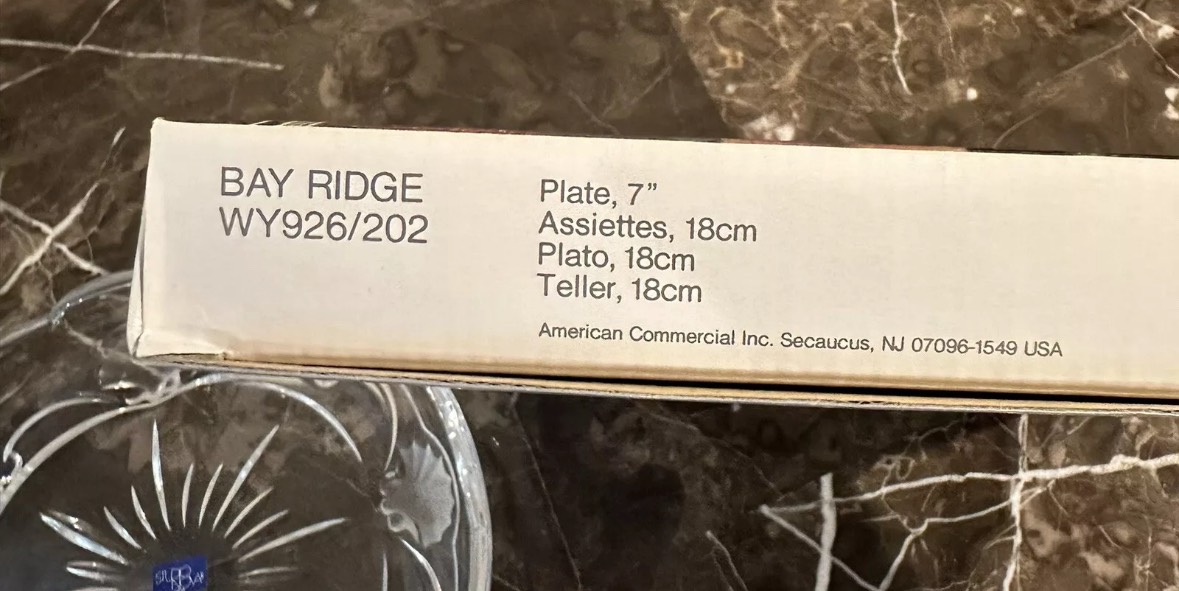 BAY RIDGE
WY926/202
Plate, 7”
Assiettes, 18cm
Plato, 18cm
Teller, 18cm
American Commercial Inc. Secaucus, NJ 07096-1549 USA